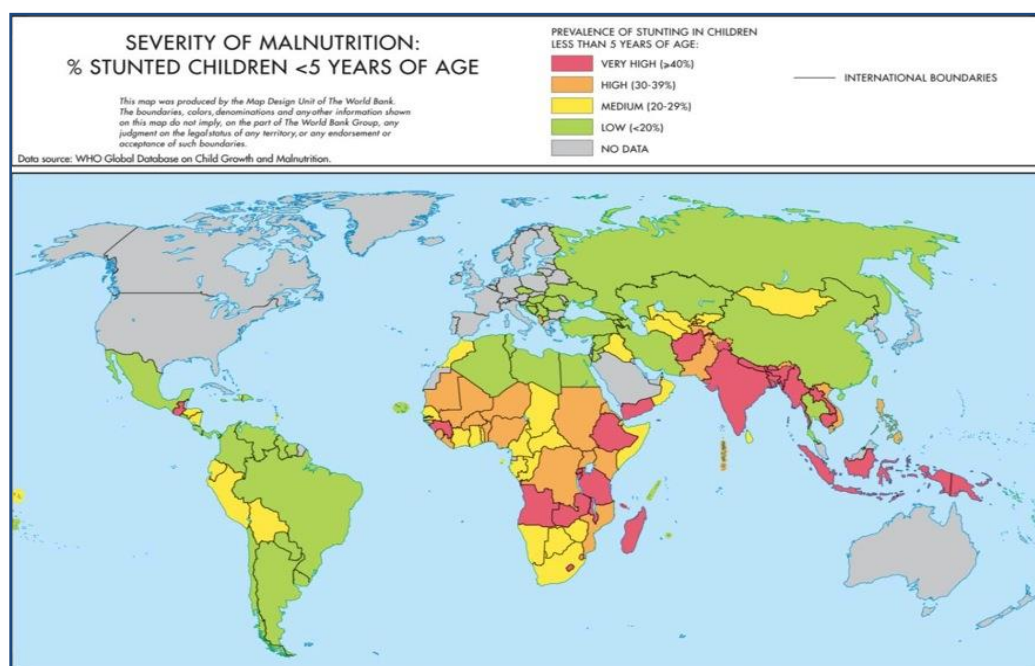 SEVERITY OF MALNUTRITION:
% STUNTED CHILDREN <5 YEARS OF AGE
This map was produced by the Map Design Unit of The World Bank.
The boundaries, colors, denominations and any other information shown
on this map do not imply, on the part of The World Bank Group, any
judgment on the legal status of any territory, or any endorsement or
acceptance of such boundaries.
Data source: WHO Global Database on Child Growth and Malnutrition.
PREVALENCE OF STUNTING IN CHILDREN
LESS THAN 5 YEARS OF AGE:
VERY HIGH (≥40%)
HIGH (30-39%)
MEDIUM (20-29%)
LOW (<20%)
NO DATA
INTERNATIONAL BOUNDARIES